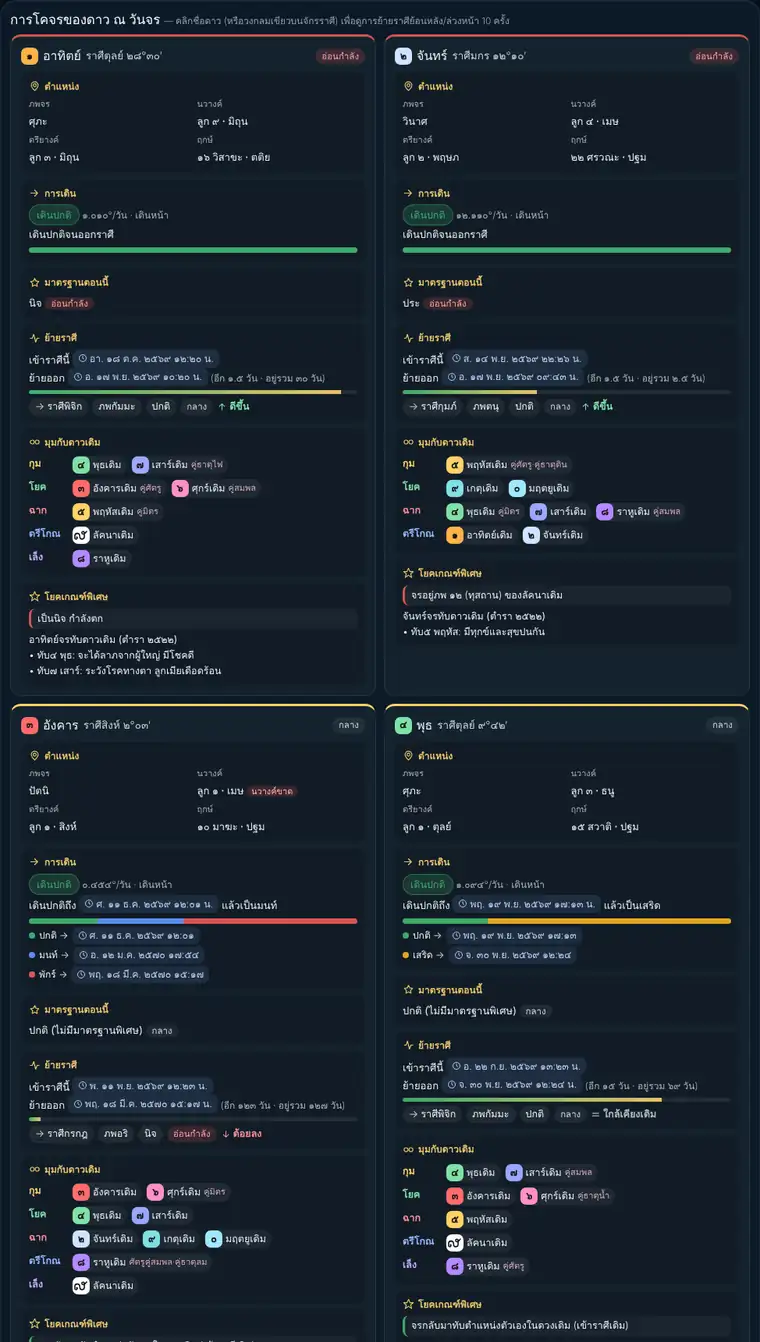 การโคจรของดาว ณ วันจร — คลิกชื่อดาว (หรือวงกลมเขียวบนจักรราศี) เพื่อดูการย้ายราศีย้อนหลัง/ล่วงหน้า 10 ครั้ง
๑ อาทิตย์ ราศีตุลย์ ๒๘°๓๐' อ่อนกำลัง
ตำแหน่ง
ภพจร นวางค์
ศุภะ ลูก ๙ · มิถุน
ตรียางค์ ฤกษ์
ลูก ๓ · มิถุน ๑๖ วิสาขะ · ตติย
การเดิน
เดินปกติ ๑.๐๑๐°/วัน · เดินหน้า
เดินปกติจนออกราศี
มาตรฐานตอนนี้
นิจ อ่อนกำลัง
ย้ายราศี
เข้าราศีนี้ อา. ๑๘ ต.ค. ๒๕๖๙ ๑๒:๒๐ น.
ย้ายออก อ. ๑๗ พ.ย. ๒๕๖๙ ๑๐:๒๐ น. (อีก ๑.๕ วัน · อยู่รวม ๓๐ วัน)
→ ราศีพิจิก ภพกัมมะ ปกติ กลาง ↑ ดีขึ้น
มุมกับดาวเดิม
กุม ๔ พุธเดิม ๗ เสาร์เดิม คู่ธาตุไฟ
โยค ๓ อังคารเดิม คู่ศัตรู ๖ ศุกร์เดิม คู่สมพล
ฉาก ๕ พฤหัสเดิม คู่มิตร
ตรีโกณ ลั ลัคนาเดิม
เล็ง ๘ ราหูเดิม
โยคเกณฑ์พิเศษ
เป็นนิจ กำลังตก
อาทิตย์จรทับดาวเดิม (ตำรา ๒๕๒๒)
• ทับ๔ พุธ: จะได้ลาภจากผู้ใหญ่ มีโชคดี
• ทับ๗ เสาร์: ระวังโรคทางตา ลูกเมียเดือดร้อน
๒ จันทร์ ราศีมกร ๑๒°๑๐' อ่อนกำลัง
ตำแหน่ง
ภพจร นวางค์
วินาศ ลูก ๔ · เมษ
ตรียางค์ ฤกษ์
ลูก ๒ · พฤษภ ๒๒ ศรวณะ · ปฐม
การเดิน
เดินปกติ ๑๒.๑๑๐°/วัน · เดินหน้า
เดินปกติจนออกราศี
มาตรฐานตอนนี้
ประ อ่อนกำลัง
ย้ายราศี
เข้าราศีนี้ ส. ๑๔ พ.ย. ๒๕๖๙ ๒๒:๒๖ น.
ย้ายออก อ. ๑๗ พ.ย. ๒๕๖๙ ๐๙:๔๓ น. (อีก ๑.๕ วัน · อยู่รวม ๒.๕ วัน)
→ ราศีกุมภ์ ภพตนุ ปกติ กลาง ↑ ดีขึ้น
มุมกับดาวเดิม
กุม ๕ พฤหัสเดิม คู่ศัตรู คู่ธาตุดิน
โยค ๙ เกตุเดิม ๐ มฤตยูเดิม
ฉาก ๔ พุธเดิม คู่มิตร ๗ เสาร์เดิม ๘ ราหูเดิม คู่สมพล
ตรีโกณ ๑ อาทิตย์เดิม ๒ จันทร์เดิม
โยคเกณฑ์พิเศษ
จรอยู่ภพ ๑๒ (ทุสถาน) ของลัคนาเดิม
จันทร์จรทับดาวเดิม (ตำรา ๒๕๒๒)
• ทับ๕ พฤหัส: มีทุกข์และสุขปนกัน
๓ อังคาร ราศีสิงห์ ๒°๐๓' กลาง
ตำแหน่ง
ภพจร นวางค์
ปัตนิ ลูก ๑ · เมษ นวางค์ขาด
ตรียางค์ ฤกษ์
ลูก ๑ · สิงห์ ๑๐ มาฆะ · ปฐม
การเดิน
เดินปกติ ๐.๔๕๔°/วัน · เดินหน้า
เดินปกติถึง ศ. ๑๑ ธ.ค. ๒๕๖๙ ๑๒:๐๑ น. แล้วเป็นมนท์
ปกติ → ศ. ๑๑ ธ.ค. ๒๕๖๙ ๑๒:๐๑
มนท์ → อ. ๑๒ ม.ค. ๒๕๗๐ ๑๗:๕๔
พักร์ → พฤ. ๑๘ มี.ค. ๒๕๗๐ ๑๕:๑๗
มาตรฐานตอนนี้
ปกติ (ไม่มีมาตรฐานพิเศษ) กลาง
ย้ายราศี
เข้าราศีนี้ พ. ๑๑ พ.ย. ๒๕๖๙ ๑๒:๒๓ น.
ย้ายออก พฤ. ๑๘ มี.ค. ๒๕๗๐ ๑๕:๑๗ น. (อีก ๑๒๓ วัน · อยู่รวม ๑๒๗ วัน)
→ ราศีกรกฎ ภพอริ นิจ อ่อนกำลัง ↓ ด้อยลง
มุมกับดาวเดิม
กุม ๓ อังคารเดิม ๖ ศุกร์เดิม คู่มิตร
โยค ๔ พุธเดิม ๗ เสาร์เดิม
ฉาก ๒ จันทร์เดิม ๙ เกตุเดิม ๐ มฤตยูเดิม
ตรีโกณ ๘ ราหูเดิม ศัตรูคู่สมพล คู่ธาตุลม
เล็ง ลั ลัคนาเดิม
โยคเกณฑ์พิเศษ
๔ พุธ ราศีตุลย์ ๙°๔๒' กลาง
ตำแหน่ง
ภพจร นวางค์
ศุภะ ลูก ๓ · ธนู
ตรียางค์ ฤกษ์
ลูก ๑ · ตุลย์ ๑๕ สวาติ · ปฐม
การเดิน
เดินปกติ ๑.๐๙๔°/วัน · เดินหน้า
เดินปกติถึง พฤ. ๑๙ พ.ย. ๒๕๖๙ ๑๗:๑๓ น. แล้วเป็นเสริด
ปกติ → พฤ. ๑๙ พ.ย. ๒๕๖๙ ๑๗:๑๓
เสริด → จ. ๓๐ พ.ย. ๒๕๖๙ ๑๒:๒๔
มาตรฐานตอนนี้
ปกติ (ไม่มีมาตรฐานพิเศษ) กลาง
ย้ายราศี
เข้าราศีนี้ อ. ๒๒ ก.ย. ๒๕๖๙ ๑๓:๒๓ น.
ย้ายออก จ. ๓๐ พ.ย. ๒๕๖๙ ๑๒:๒๔ น. (อีก ๑๕ วัน · อยู่รวม ๖๙ วัน)
→ ราศีพิจิก ภพกัมมะ ปกติ กลาง = ใกล้เคียงเดิม
มุมกับดาวเดิม
กุม ๔ พุธเดิม ๗ เสาร์เดิม คู่สมพล
โยค ๓ อังคารเดิม ๖ ศุกร์เดิม คู่ธาตุน้ำ
ฉาก ๕ พฤหัสเดิม
ตรีโกณ ลั ลัคนาเดิม
เล็ง ๘ ราหูเดิม คู่ศัตรู
โยคเกณฑ์พิเศษ
จรกลับมาทับตำแหน่งตัวเองในดวงเดิม (เข้าราศีเดิม)